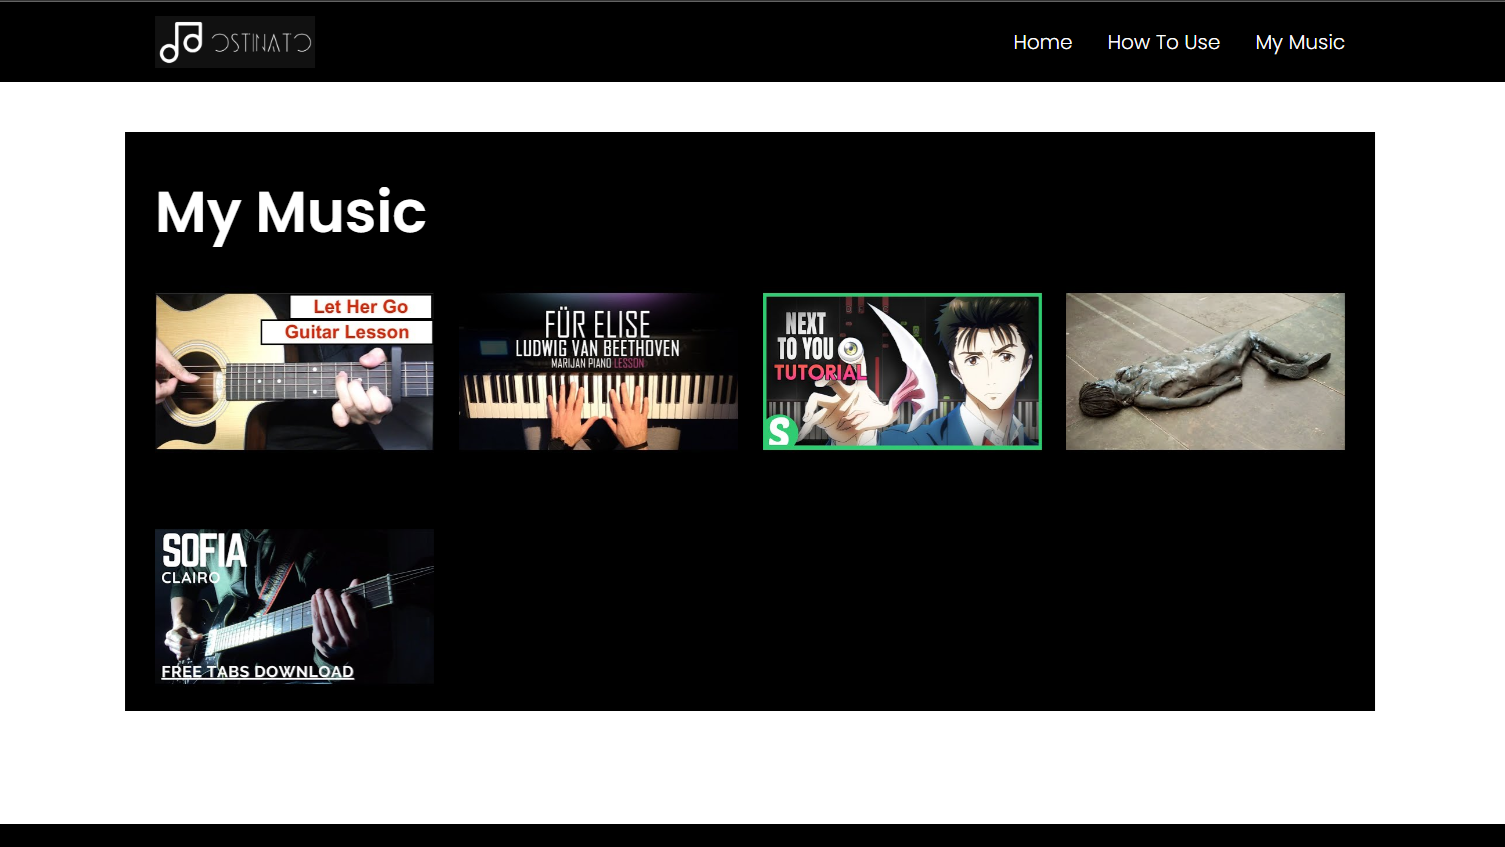 OSTINATO
Home
How To Use
My Music
My Music
Let Her Go
Guitar Lesson
FÜR ELISE
LUDWIG VAN BEETHOVEN
MARIJAN PIANO LESSON
NEXT
TO YOU
TUTORIAL
S
SOFIA
CLAIRO
FREE TABS DOWNLOAD